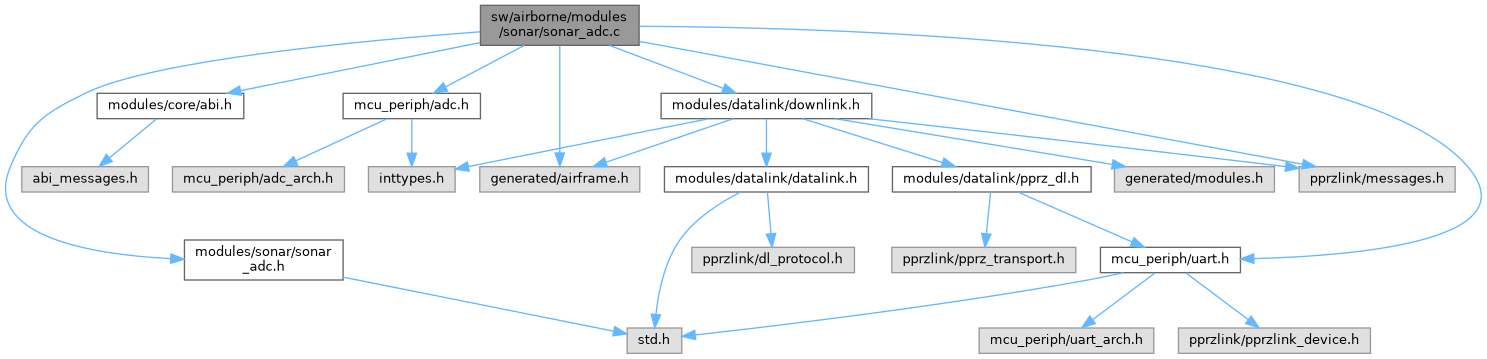 sw/airborne/modules
/sonar/sonar_adc.c
modules/core/abi.h
mcu_periph/adc.h
modules/datalink/downlink.h
abi_messages.h
mcu_periph/adc_arch.h
inttypes.h
generated/airframe.h
modules/datalink/datalink.h
modules/datalink/pprz_dl.h
generated/modules.h
pprzlink/messages.h
modules/sonar/sonar
_adc.h
pprzlink/dl_protocol.h
pprzlink/pprz_transport.h
mcu_periph/uart.h
std.h
mcu_periph/uart_arch.h
pprzlink/pprzlink_device.h